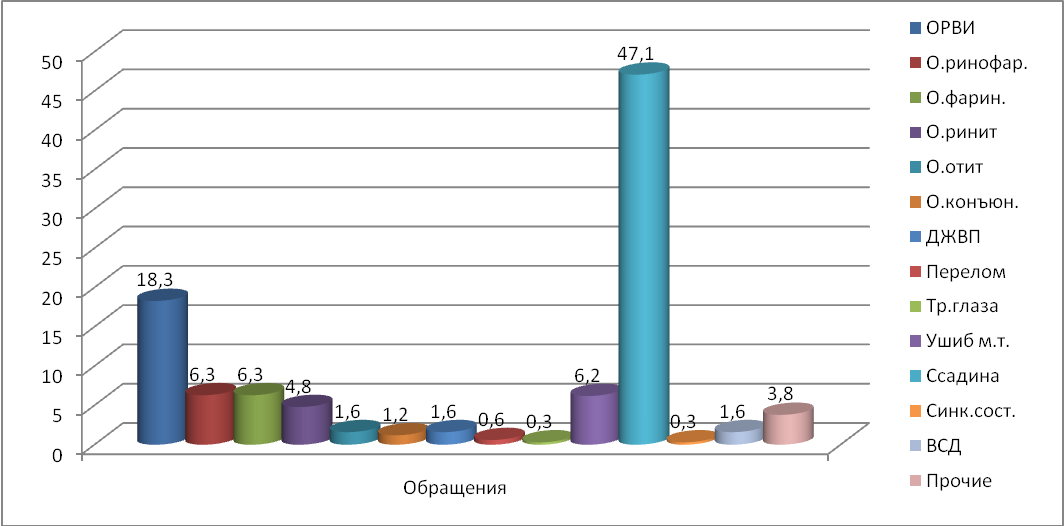 50
45
40
35
30
25
20
15
10
5
0
18,3
6,3
6,3
4,8
1,6
1,2
1,6
0,6
0,3
6,2
47,1
0,3
1,6
3,8
Обращения
ОРВИ
О.ринофар.
О.фарин.
О.ринит
О.отит
О.конъюн.
ДЖВП
Перелом
Тр.глаза
Ушиб м.т.
Ссадина
Синк.сост.
ВСД
Прочие